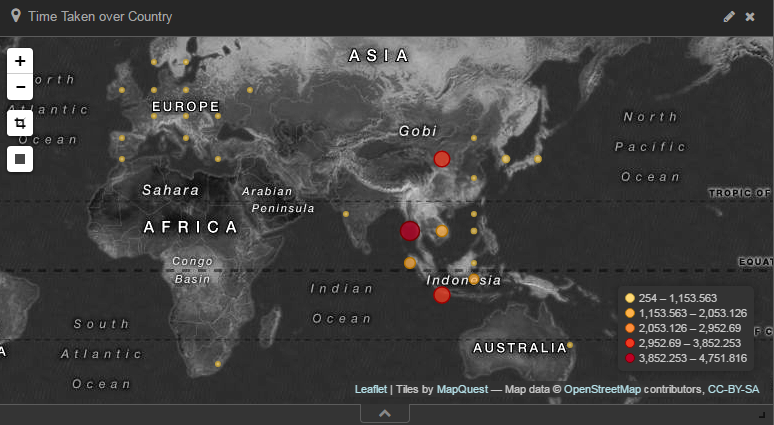 Time Taken over Country
ASIA
North
Atlantic
Ocean
EUROPE
Gobi
North
Pacific
Ocean
Sahara
Arabian
Peninsula
TROPIC OF
AFRICA
Congo
Basin
EQUAT
Indian
Ocean
Indonesia
South
Atlantic
Ocean
AUSTRALIA
A
F C
254 – 1,153.563
1,153.563 – 2,053.126
2,053.126 – 2,952.69
2,952.69 – 3,852.253
3,852.253 – 4,751.816
Leaflet | Tiles by MapQuest — Map data © OpenStreetMap contributors, CC-BY-SA